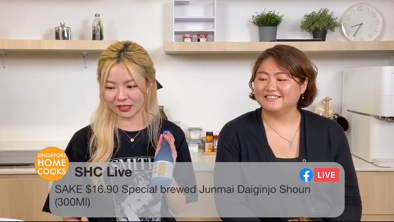 SINGAPORE
HOME
COOKS
SHC Live
LIVE
SAKE $16.90 Special brewed Junmai Daiginjo Shoun
(300Ml)